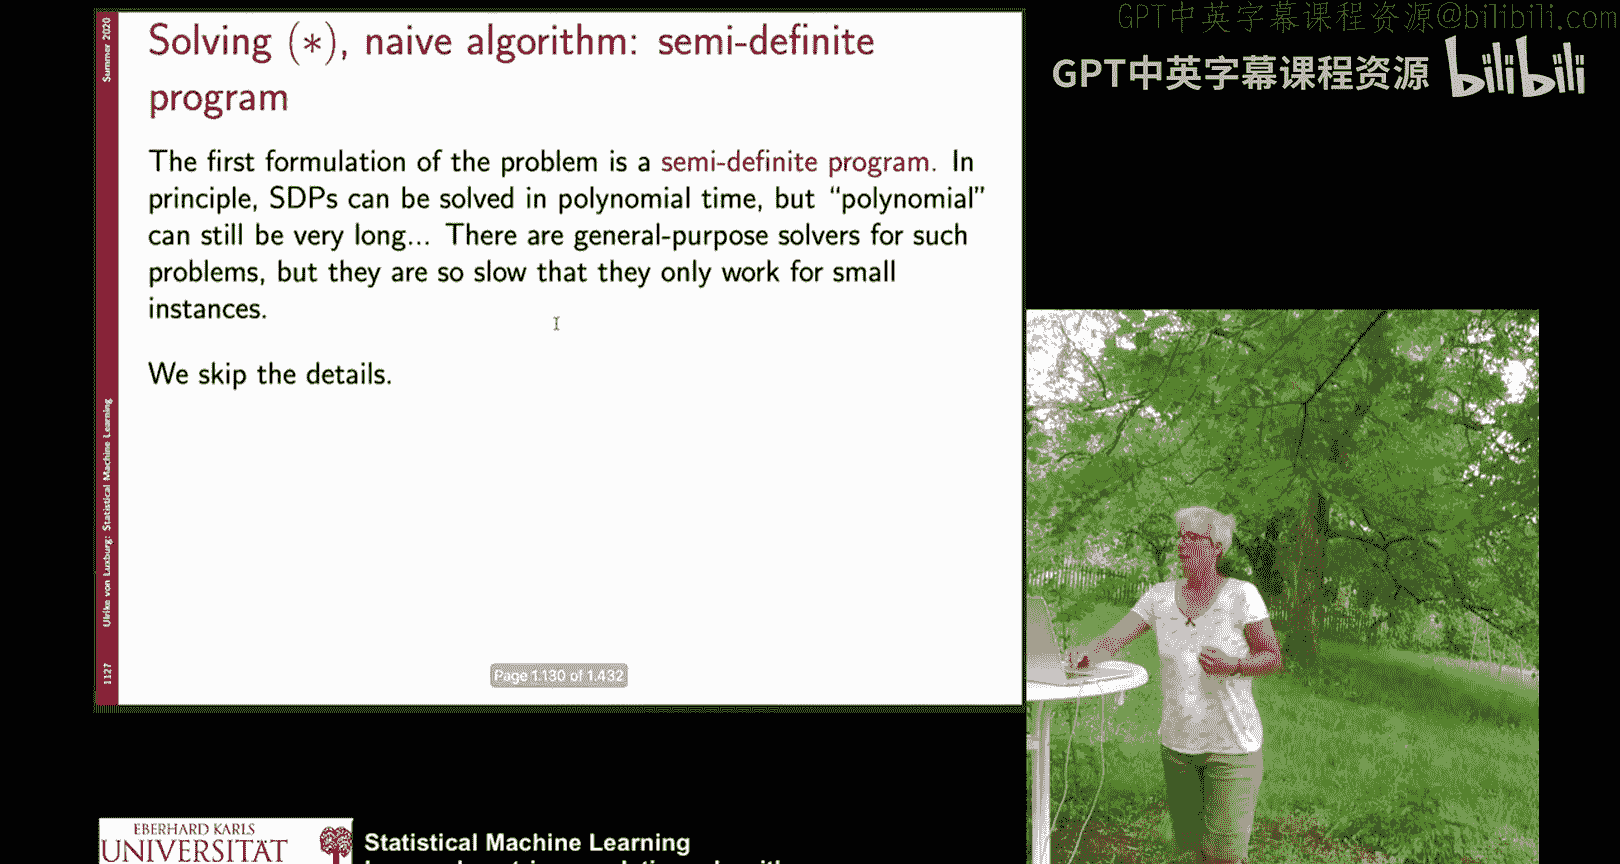 GPT中英字幕课程资源@bilibili.com
GPT中英字幕课程资源 bilibili
Summer 2020
Solving (∗), naive algorithm: semi-definite
program
The first formulation of the problem is a semi-definite program. In
principle, SDPs can be solved in polynomial time, but “polynomial”
can still be very long... There are general-purpose solvers for such
problems, but they are so slow that they only work for small
instances.
We skip the details.
Ulrike von Luxburg: Statistical Machine Learning
1127
Page 1.130 of 1.432
EBERHARD KARLS
UNIVERSITÄT
Statistical Machine Learning